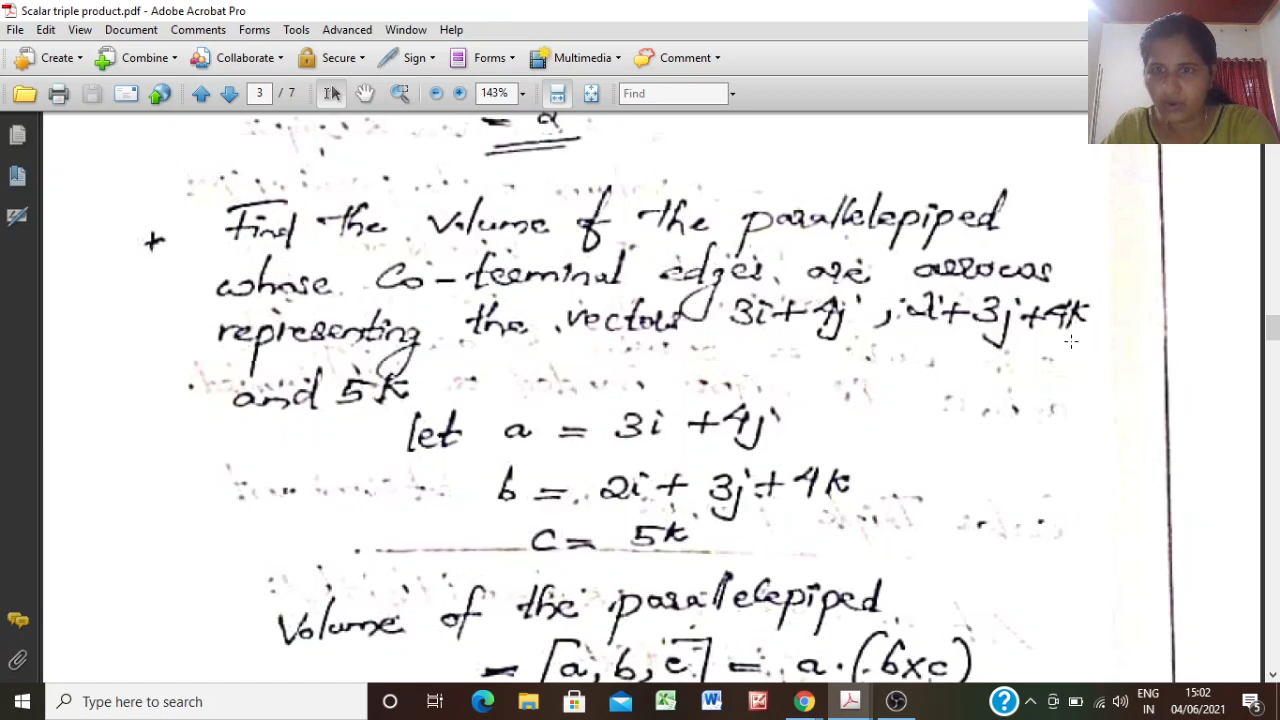 Scalar triple product.pdf - Adobe Acrobat Pro
File Edit View Document Comments Forms Tools Advanced Window Help
Create Combine Collaborate Secure Sign Forms Multimedia Comment
3 / 7 143% Find
= 2
+ Find the volume of the parallelepiped
whose Co-terminal edges are arrows
representing the vectors 3i+4j, 2i+3j+4k
and 5k
let a = 3i + 4j
b = 2i + 3j + 4k
c = 5k
Volume of the parallelepiped
= [a, b, c] = a.(b×c)
Type here to search
ENG
IN
15:02
04/06/2021
5